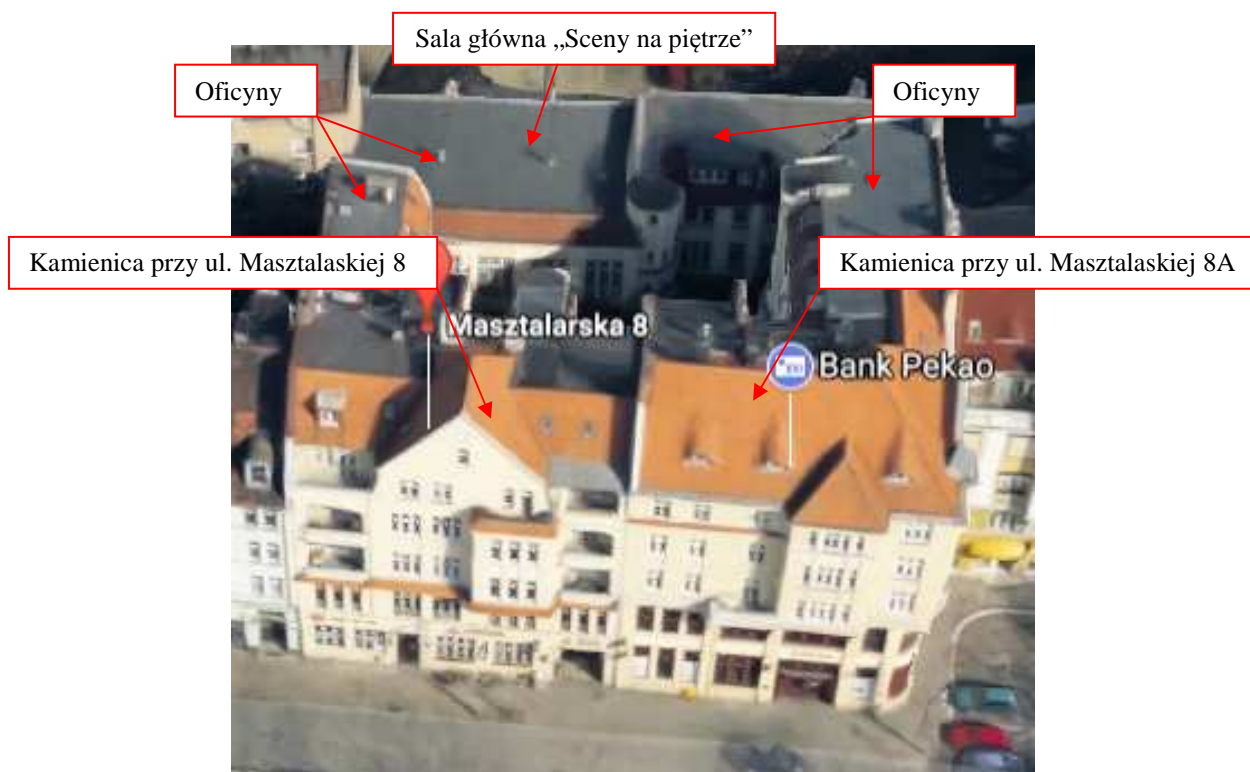 Sala główna „Sceny na piętrze”
Oficyny
Oficyny
Kamienica przy ul. Masztalaskiej 8
Kamienica przy ul. Masztalaskiej 8A
Masztalarska 8
Bank Pekao